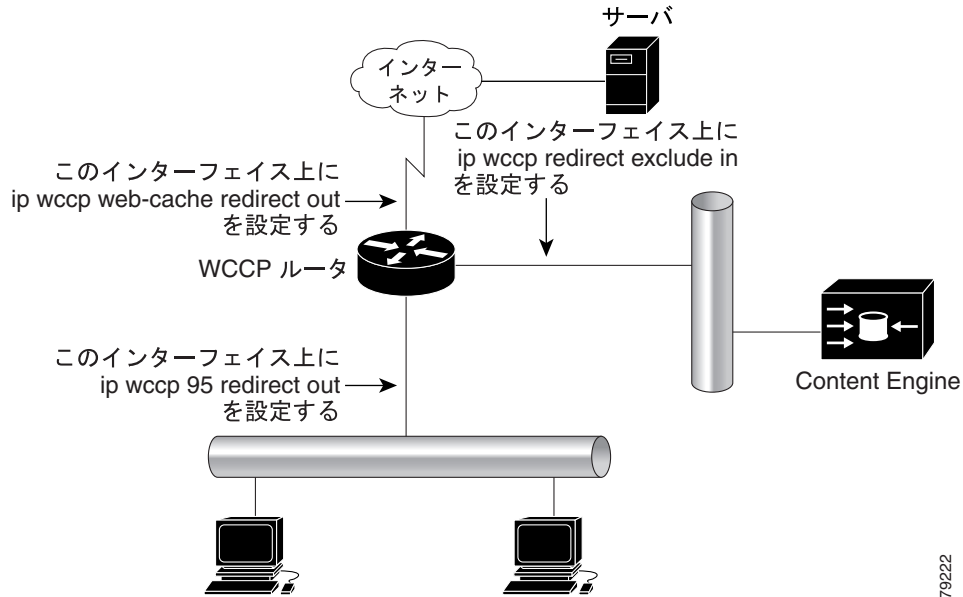 サーバ
インター
ネット
このインターフェイス上に
ip wccp redirect exclude in
を設定する
このインターフェイス上に
ip wccp web-cache redirect out
を設定する
WCCP ルータ
このインターフェイス上に
ip wccp 95 redirect out
を設定する
Content Engine
79222